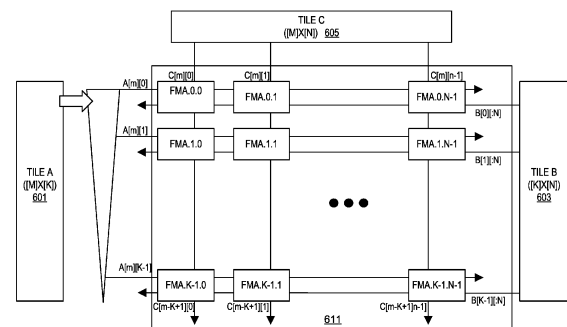 TILE C
([M]X[N]) 605
C[m][0]
C[m][1]
C[m][n-1]
A[m][0]
FMA.0.0
FMA.0.1
FMA.0.N-1
B[0][:N]
A[m][1]
FMA.1.0
FMA.1.1
FMA.1.N-1
B[1][:N]
TILE A
([M]X[K])
601
TILE B
([K]X[N])
603
A[m][K-1]
FMA.K-1.0
FMA.K-1.1
FMA.K-1.N-1
B[K-1][:N]
C[m-K+1][0]
C[m-K+1][1]
C[m-K+1]n-1]
611